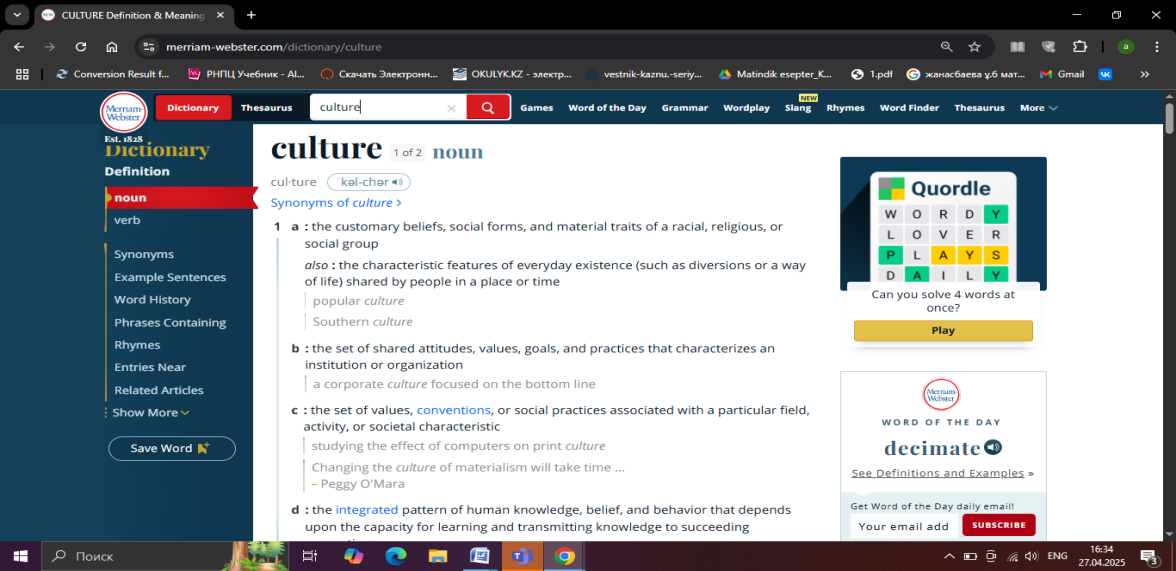 CULTURE Definition & Meaning
merriam-webster.com/dictionary/culture
a
Conversion Result f...
РНПЦ Учебник - Al...
Скачать Электронн...
OKULYK.KZ - электр...
vestnik-kaznu.-seriy...
Matindik esepter_K...
1.pdf
жанасбаева ұ.б мат...
Gmail
»
Merriam-Webster
Est. 1828
Dictionary
Thesaurus
culture
Games
Word of the Day
Grammar
Wordplay
NEW
Slang
Rhymes
Word Finder
Thesaurus
More
Dictionary
Definition
noun
verb
Synonyms
Example Sentences
Word History
Phrases Containing
Rhymes
Entries Near
Related Articles
Show More
Save Word
culture 1 of 2 noun
cul·ture ˈkəl-chər
Synonyms of culture >
1 a : the customary beliefs, social forms, and material traits of a racial, religious, or
social group
also : the characteristic features of everyday existence (such as diversions or a way
of life) shared by people in a place or time
popular culture
Southern culture
b : the set of shared attitudes, values, goals, and practices that characterizes an
institution or organization
a corporate culture focused on the bottom line
c : the set of values, conventions, or social practices associated with a particular field,
activity, or societal characteristic
studying the effect of computers on print culture
Changing the culture of materialism will take time ...
– Peggy O'Mara
d : the integrated pattern of human knowledge, belief, and behavior that depends
upon the capacity for learning and transmitting knowledge to succeeding
Quordle
W O R D Y
L O V E R
P L A Y S
D A I L Y
Can you solve 4 words at
once?
Play
Merriam-Webster
WORD OF THE DAY
decimate
See Definitions and Examples »
Get Word of the Day daily email!
Your email add
SUBSCRIBE
Поиск
ENG
16:34
27.04.2025
3